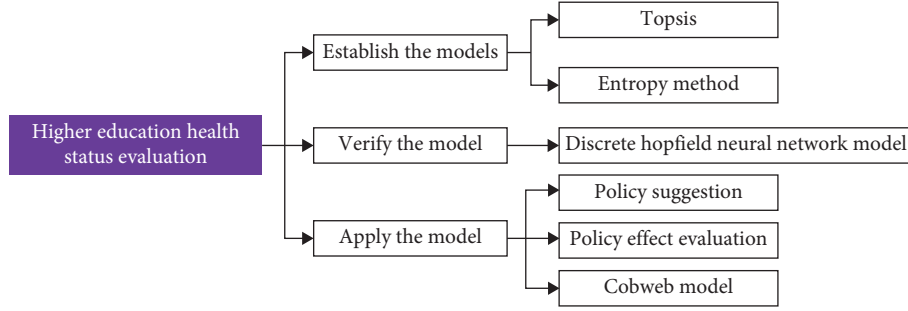 Higher education health
status evaluation
Establish the models
Topsis
Entropy method
Verify the model
Discrete hopfield neural network model
Apply the model
Policy suggestion
Policy effect evaluation
Cobweb model